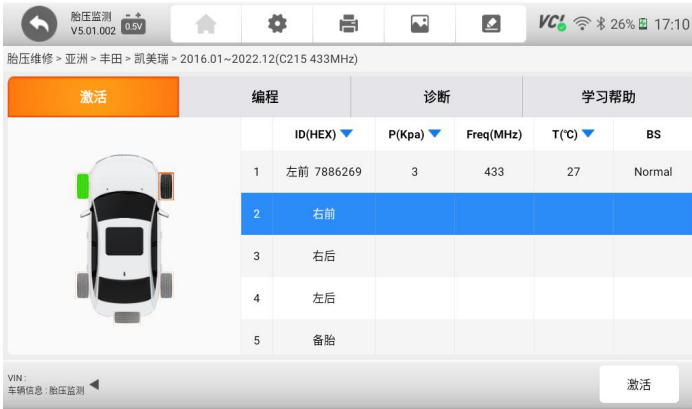 胎压监测 - +
V5.01.002 0.5V
VC! 26% 17:10
胎压维修 > 亚洲 > 丰田 > 凯美瑞 > 2016.01~2022.12(C215 433MHz)
激活 编程 诊断 学习帮助
ID(HEX) P(Kpa) Freq(MHz) T(℃) BS
1 左前 7886269 3 433 27 Normal
2 右前
3 右后
4 左后
5 备胎
VIN :
车辆信息 : 胎压监测
激活